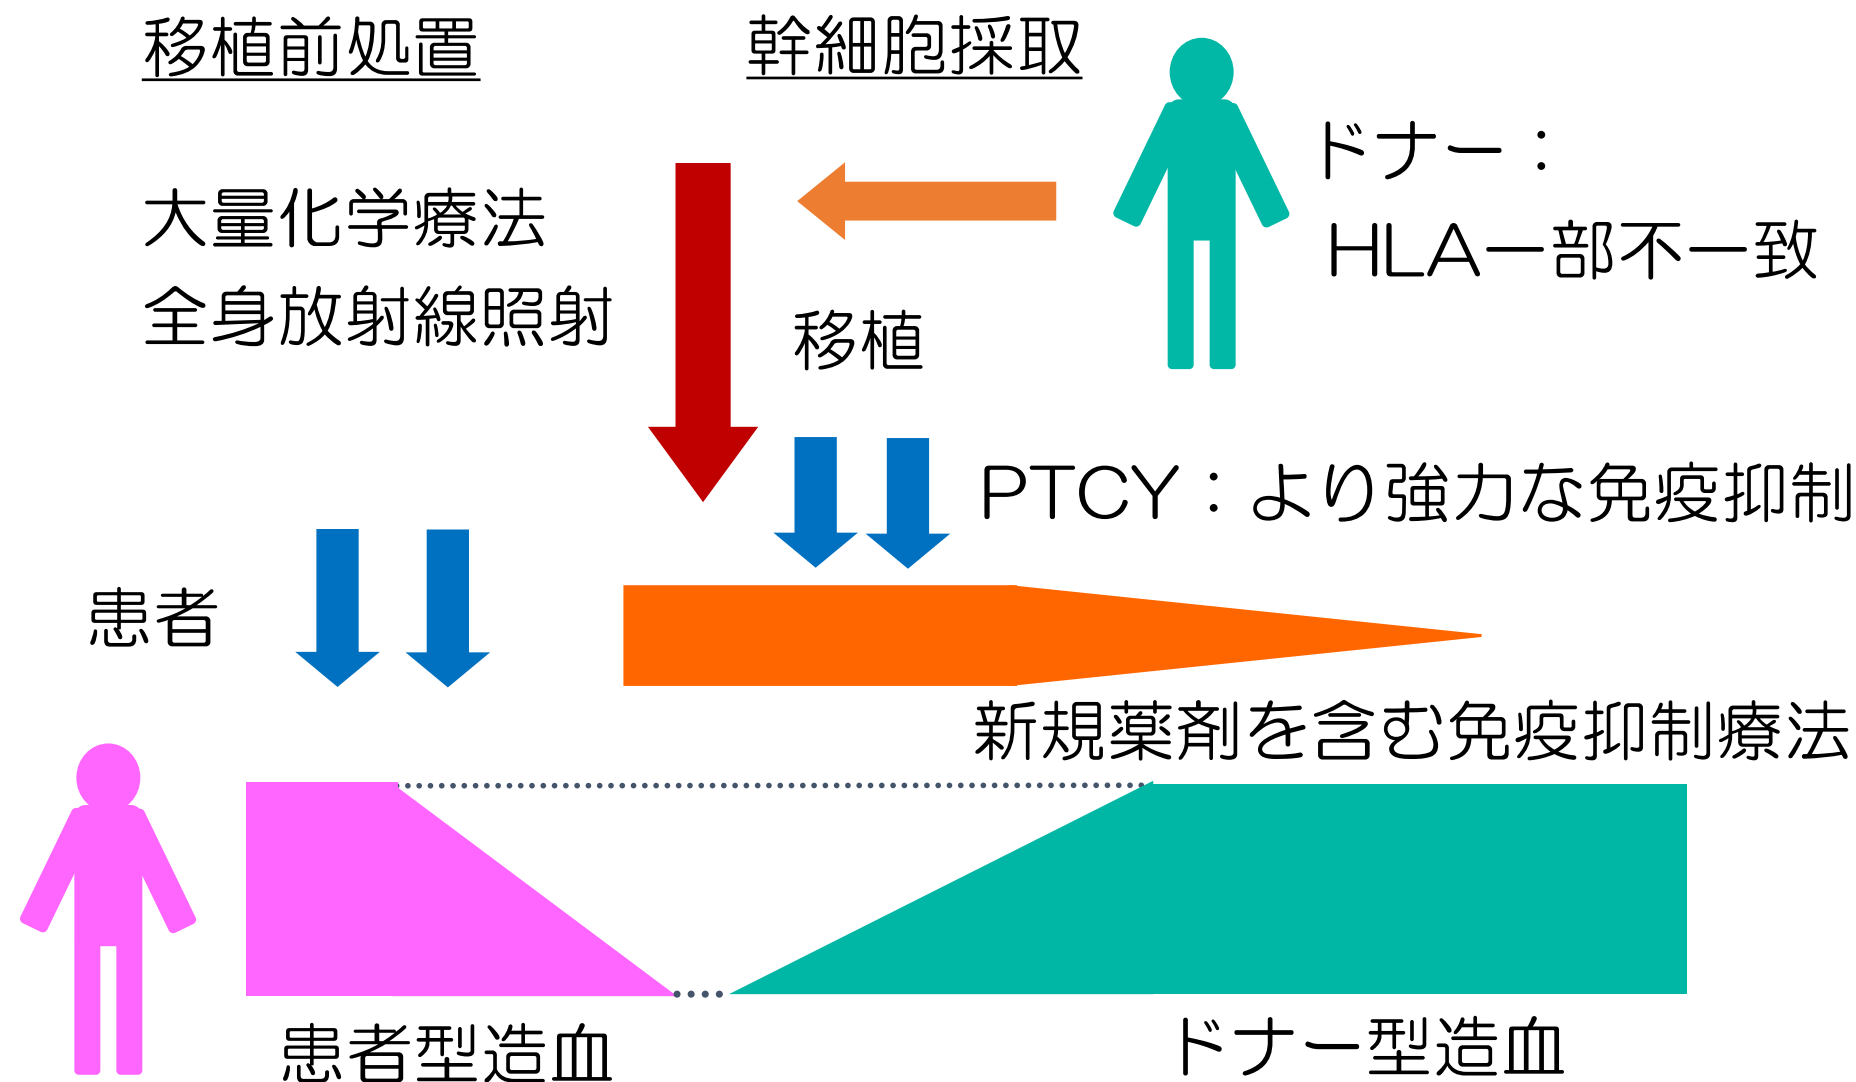 移植前処置
幹細胞採取
大量化学療法
全身放射線照射
ドナー：
HLA一部不一致
移植
PTCY：より強力な免疫抑制
患者
新規薬剤を含む免疫抑制療法
患者型造血
ドナー型造血